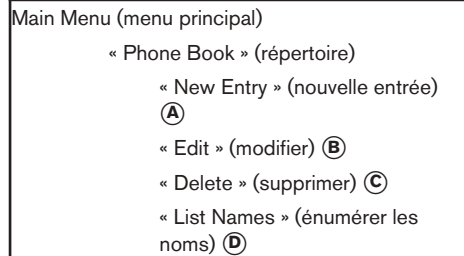 Main Menu (menu principal)
« Phone Book » (répertoire)
« New Entry » (nouvelle entrée)
Ⓐ
« Edit » (modifier) Ⓑ
« Delete » (supprimer) Ⓒ
« List Names » (énumérer les
noms) Ⓓ